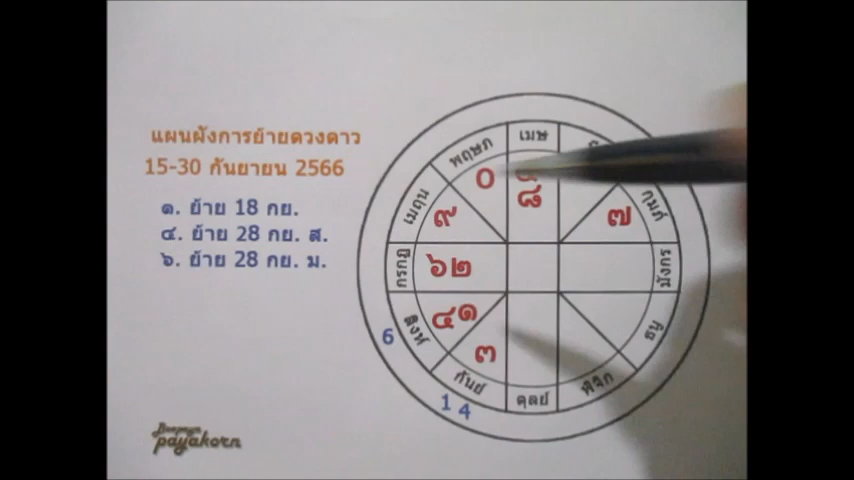 แผนผังการย้ายดวงดาว
15-30 กันยายน 2566
๑. ย้าย 18 กย.
๔. ย้าย 28 กย. ส.
๖. ย้าย 28 กย. ม.
เมษ
พฤษภ
เมถุน
กรกฏ
สิงห์
กันย์
ตุลย์
พิจิก
ธนู
มังกร
กุมภ์
๐
๘
๙
๗
๖๒
๔๑
๓
6
1 4
payakorn